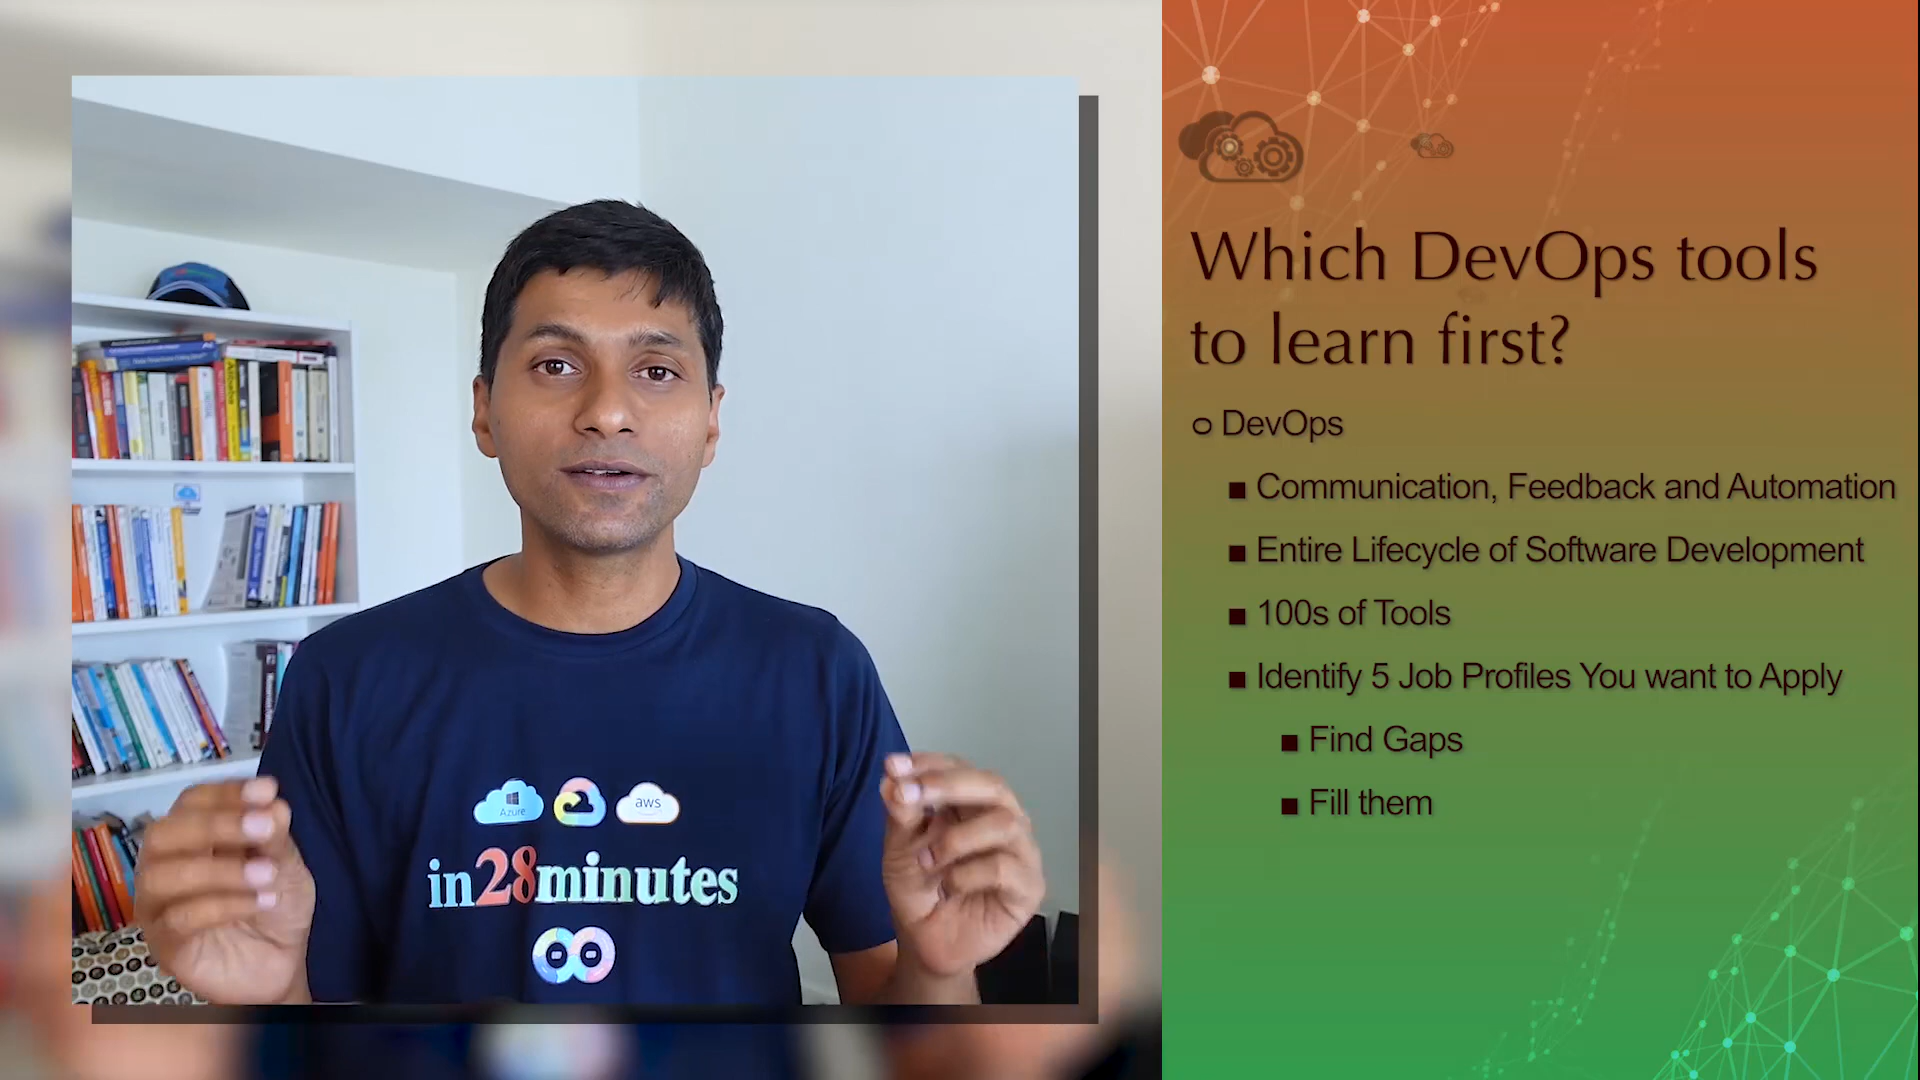 Which DevOps tools
to learn first?
DevOps
Communication, Feedback and Automation
Entire Lifecycle of Software Development
100s of Tools
Identify 5 Job Profiles You want to Apply
Find Gaps
Fill them
Azure
aws
in28minutes